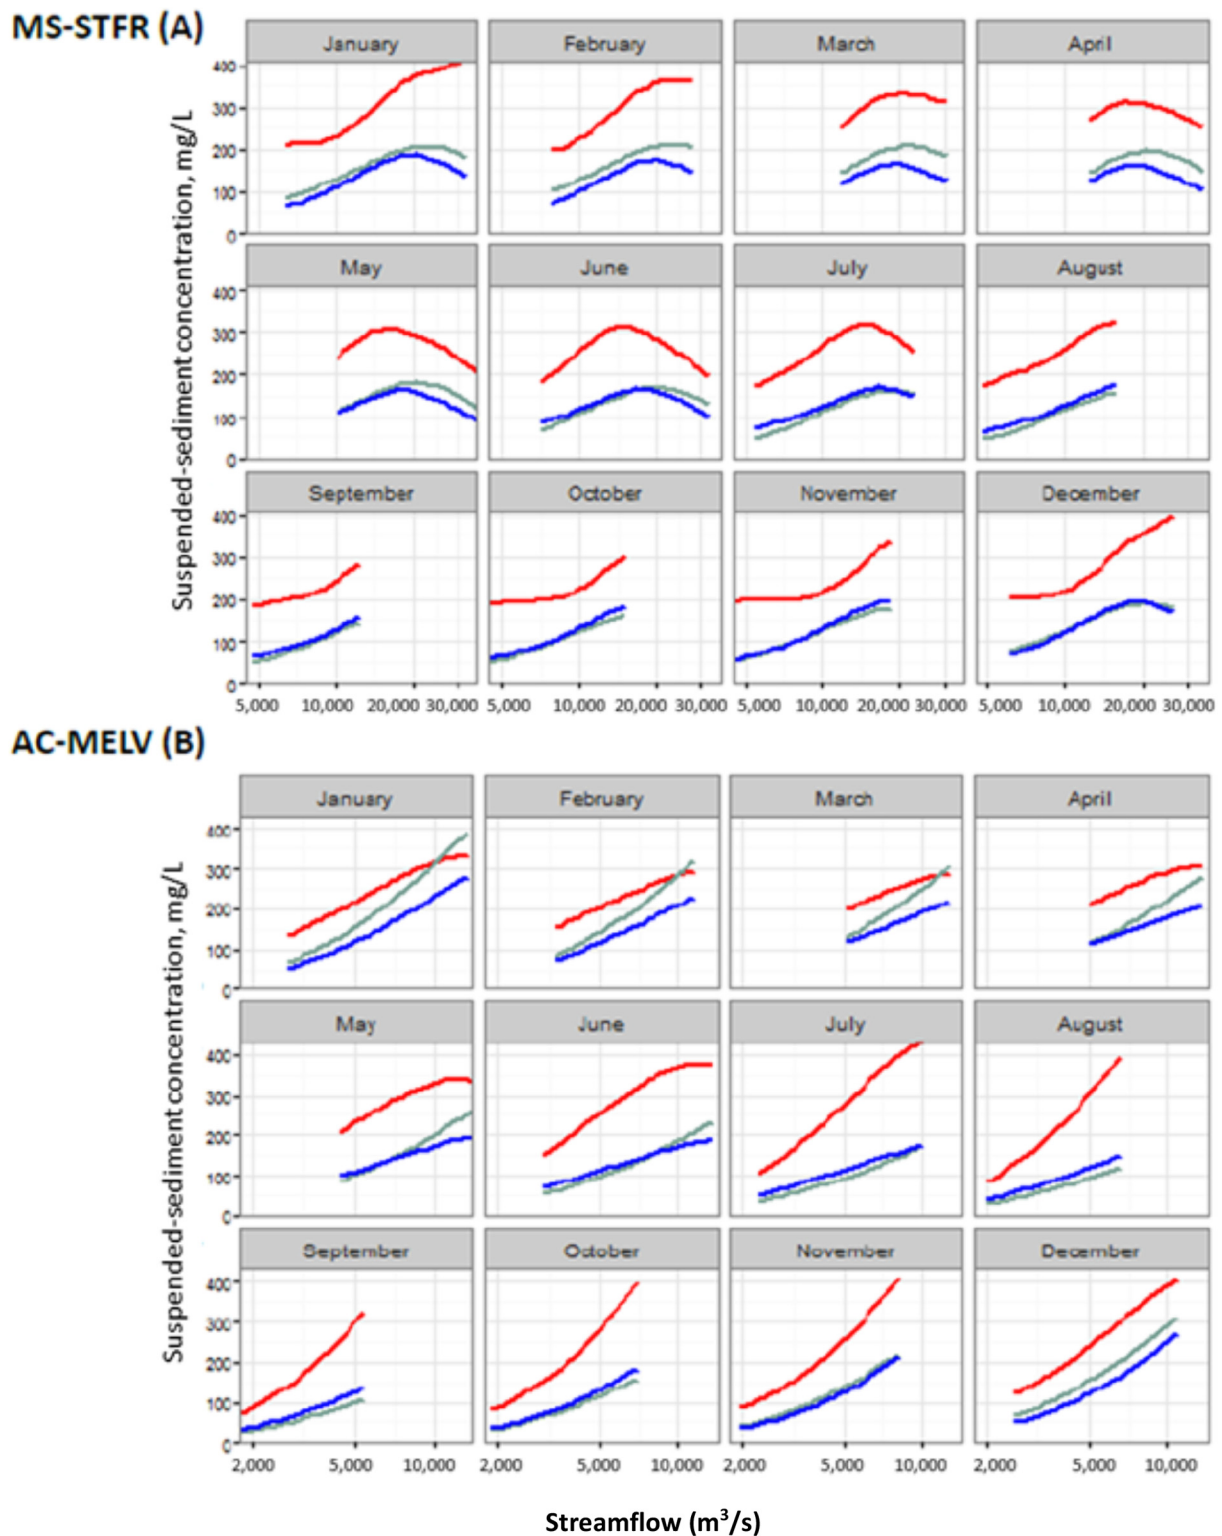 MS-STFR (A)
Suspended-sediment concentration, mg/L
January February March April
400
300
200
100
0
May June July August
400
300
200
100
0
September October November December
400
300
200
100
0
5,000 10,000 20,000 30,000 5,000 10,000 20,000 30,000 5,000 10,000 20,000 30,000 5,000 10,000 20,000 30,000
AC-MELV (B)
Suspended-sediment concentration, mg/L
January February March April
400
300
200
100
0
May June July August
400
300
200
100
0
September October November December
400
300
200
100
0
2,000 5,000 10,000 2,000 5,000 10,000 2,000 5,000 10,000 2,000 5,000 10,000
Streamflow (m³/s)